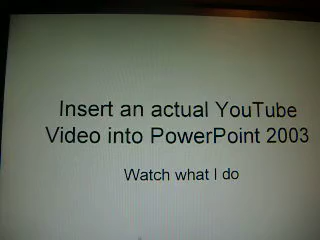 Insert an actual YouTube
Video into PowerPoint 2003
Watch what I do